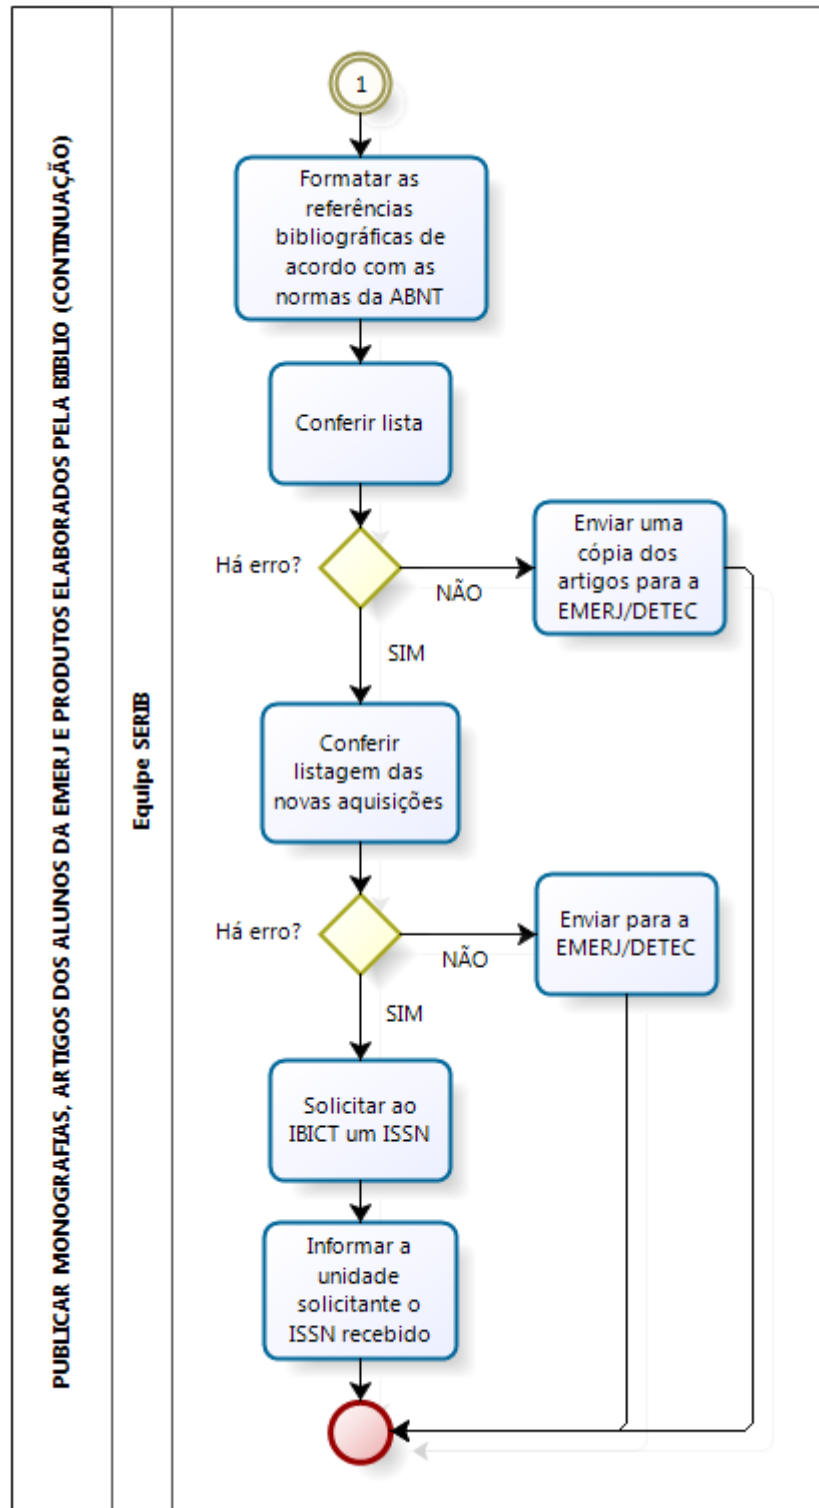 PUBLICAR MONOGRAFIAS, ARTIGOS DOS ALUNOS DA EMERJ E PRODUTOS ELABORADOS PELA BIBLIO (CONTINUAÇÃO)
Equipe SERIB
1
Formatar as
referências
bibliográficas de
acordo com as
normas da ABNT
Conferir lista
Há erro?
NÃO
Enviar uma
cópia dos
artigos para a
EMERJ/DETEC
SIM
Conferir
listagem das
novas aquisições
Há erro?
NÃO
Enviar para a
EMERJ/DETEC
SIM
Solicitar ao
IBICT um ISSN
Informar a
unidade
solicitante o
ISSN recebido